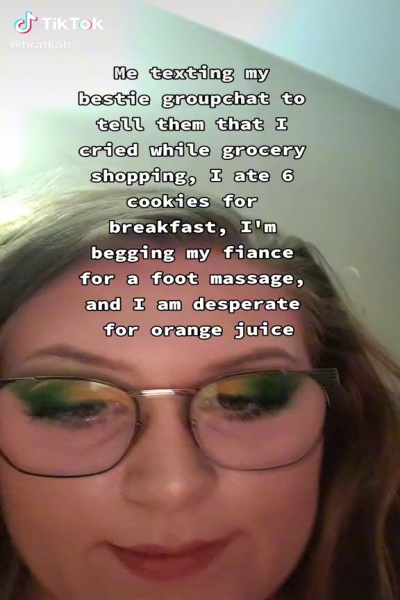 TikTok
@bratkah
Me texting my
bestie groupchat to
tell them that I
cried while grocery
shopping, I ate 6
cookies for
breakfast, I'm
begging my fiance
for a foot massage,
and I am desperate
for orange juice